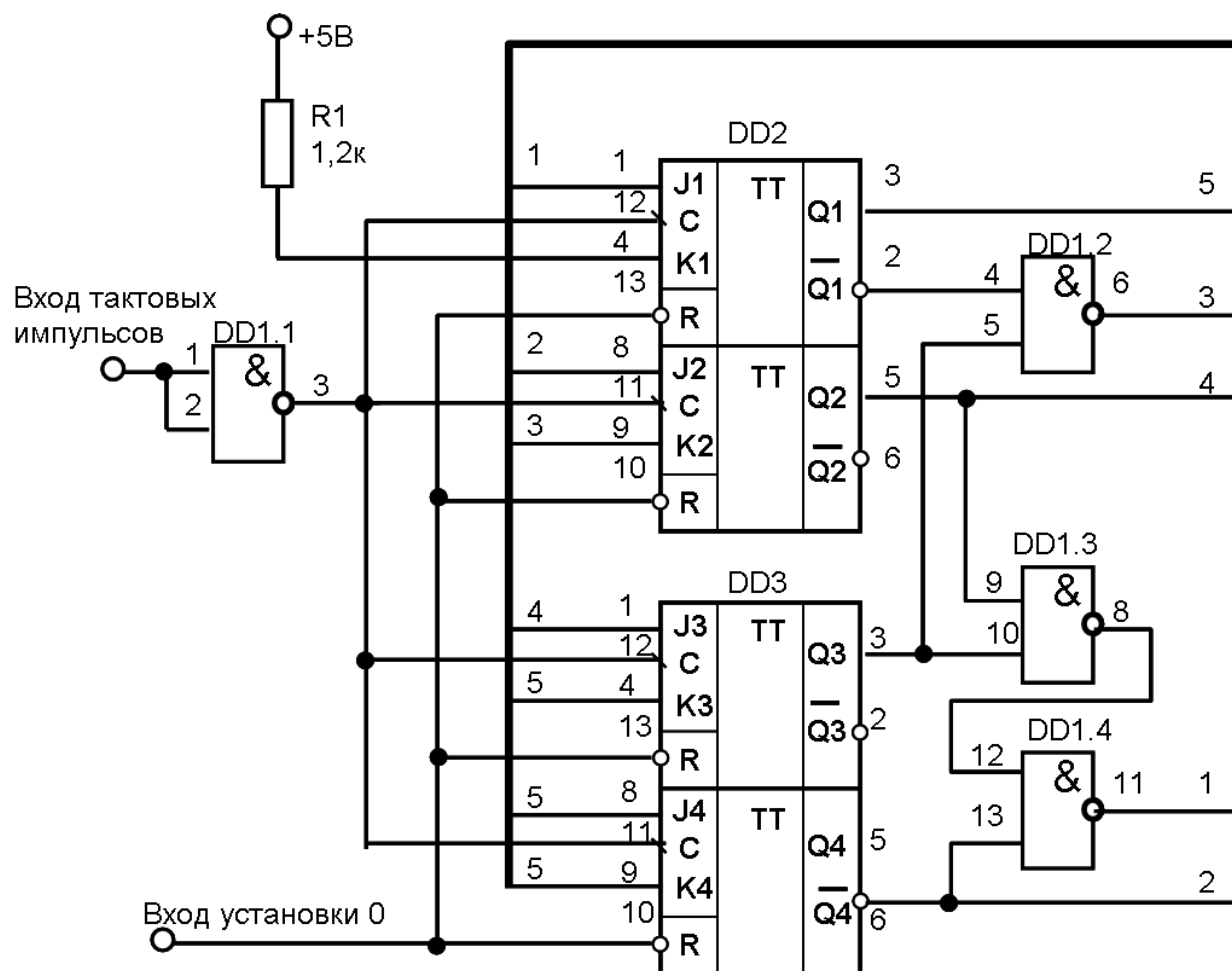 +5В
R1
1,2к
DD2
1 1 J1 TT Q1 3 5
12 C
4 K1 Q1 2 DD1.2
13 R 4 & 6 3
5
Вход тактовых
импульсов
DD1.1
1 & 3
2
2 8 J2 TT Q2 5 4
11 C
3 9 K2 Q2 6
10 R
DD1.3
9 & 8
10
DD3
4 1 J3 TT Q3 3
12 C
5 4 K3 Q3 2
13 R
DD1.4
12 & 11 1
13
5 8 J4 TT Q4 5
11 C
5 9 K4 Q4 6 2
10 R
Вход установки 0